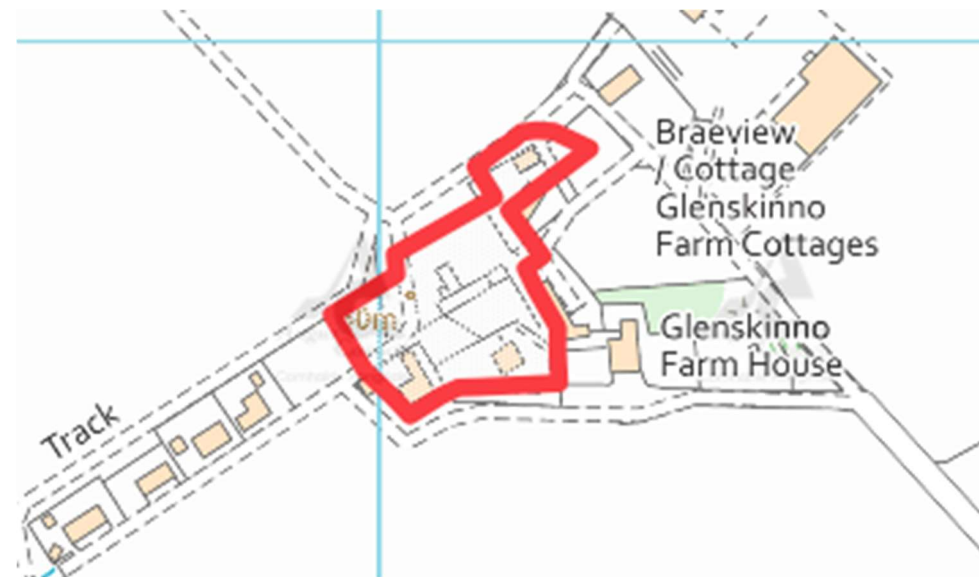 Braeview
/ Cottage
Glenskinno
Farm Cottages
Glenskinno
Farm House
Track